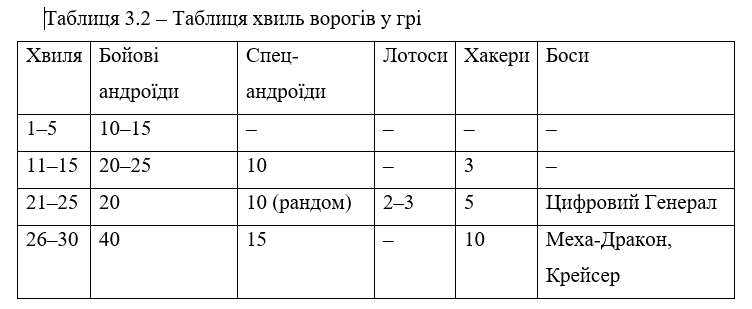 Таблиця 3.2 – Таблиця хвиль ворогів у грі
Хвиля Бойові андроїди Спец-андроїди Лотоси Хакери Боси
1–5 10–15 – – – –
11–15 20–25 10 – 3 –
21–25 20 10 (рандом) 2–3 5 Цифровий Генерал
26–30 40 15 – 10 Меха-Дракон, Крейсер